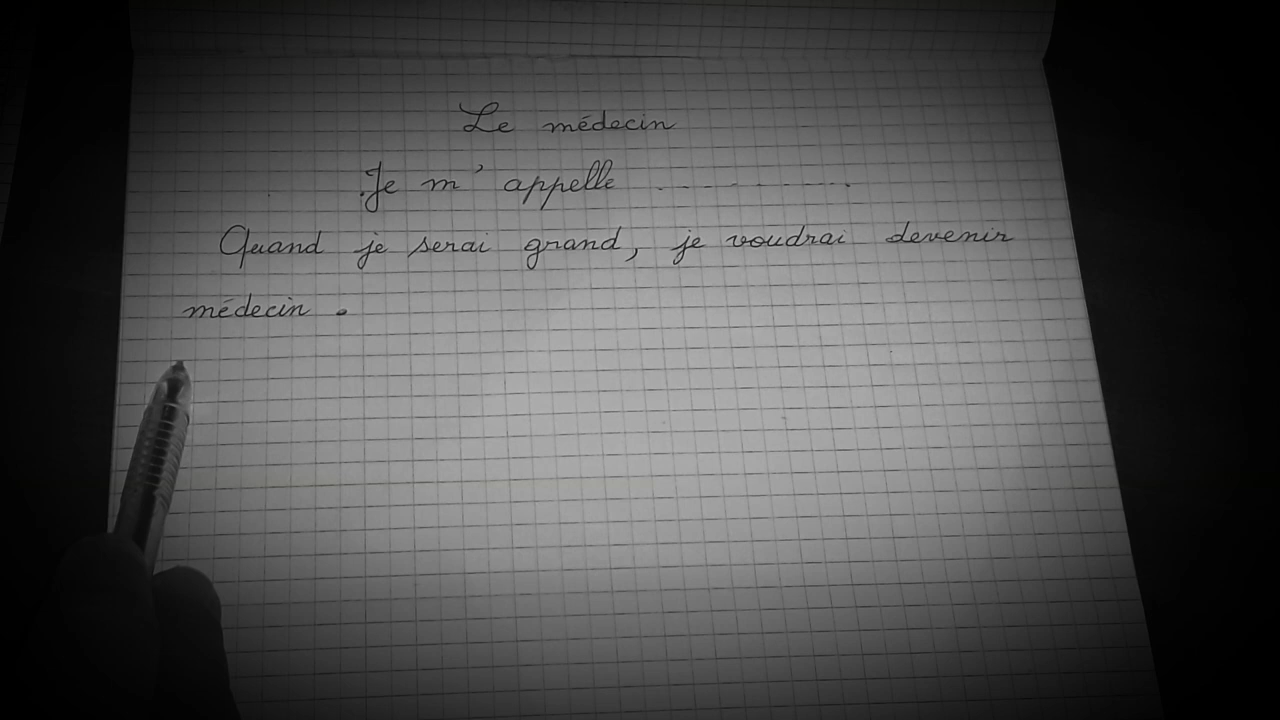 Le médecin
Je m' appelle . . . . . . . . .
Quand je serai grand, je voudrai devenir
médecin .